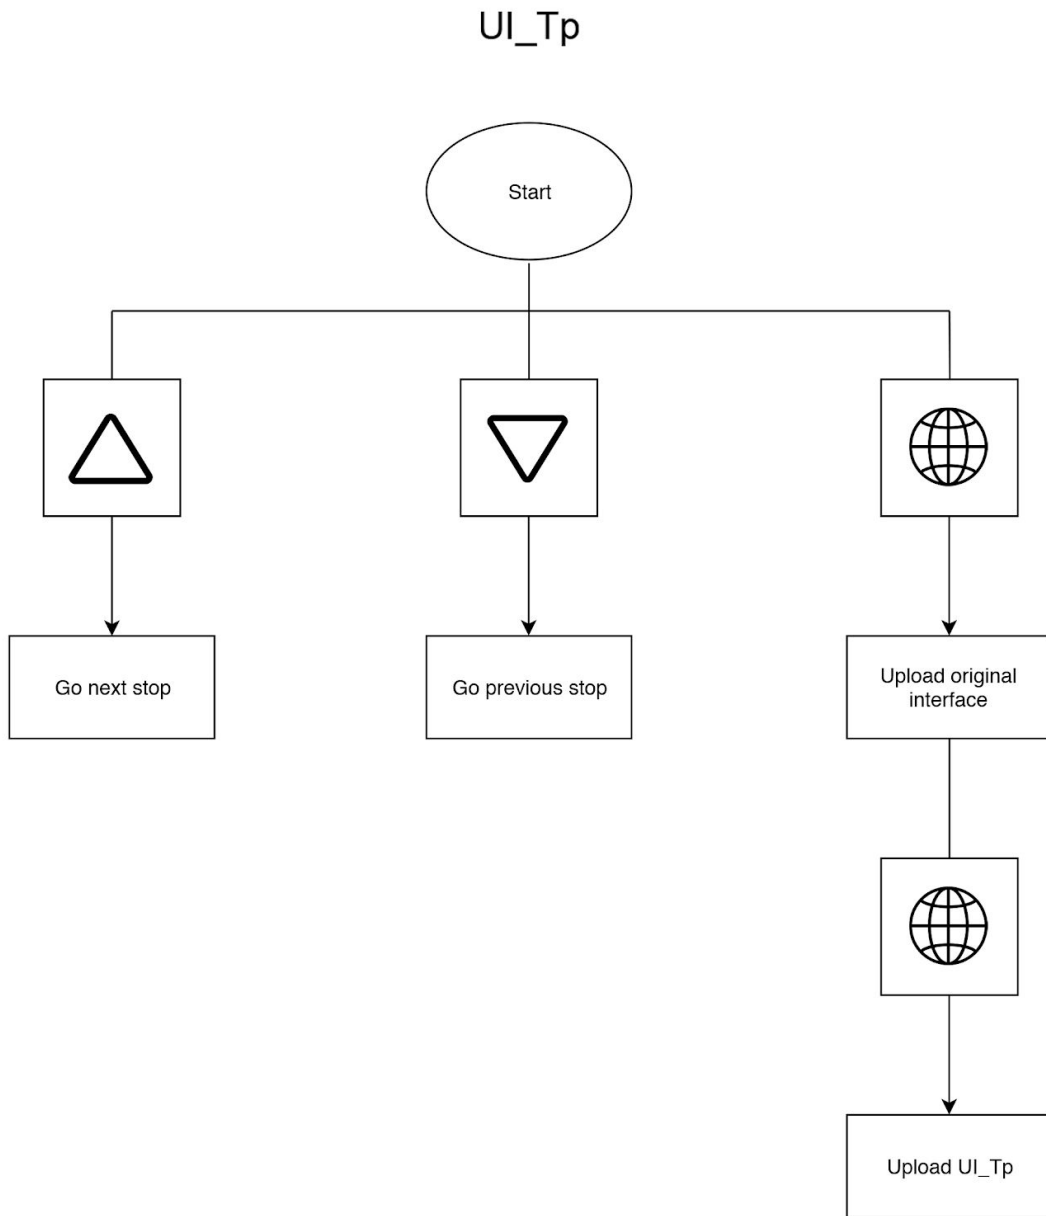 UI_Tp
Start
Go next stop
Go previous stop
Upload original
interface
Upload UI_Tp